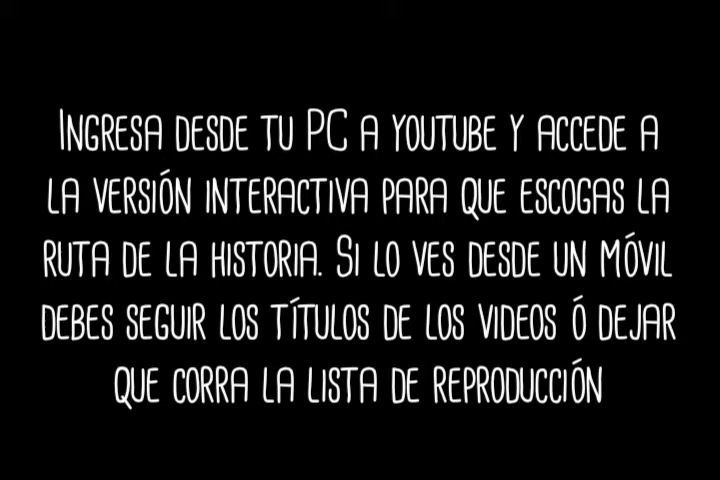 Ingresa desde tu PC a youtube y accede a
la versión interactiva para que escogas la
ruta de la historia. Si lo ves desde un móvil
debes seguir los títulos de los videos ó dejar
que corra la lista de reproducción